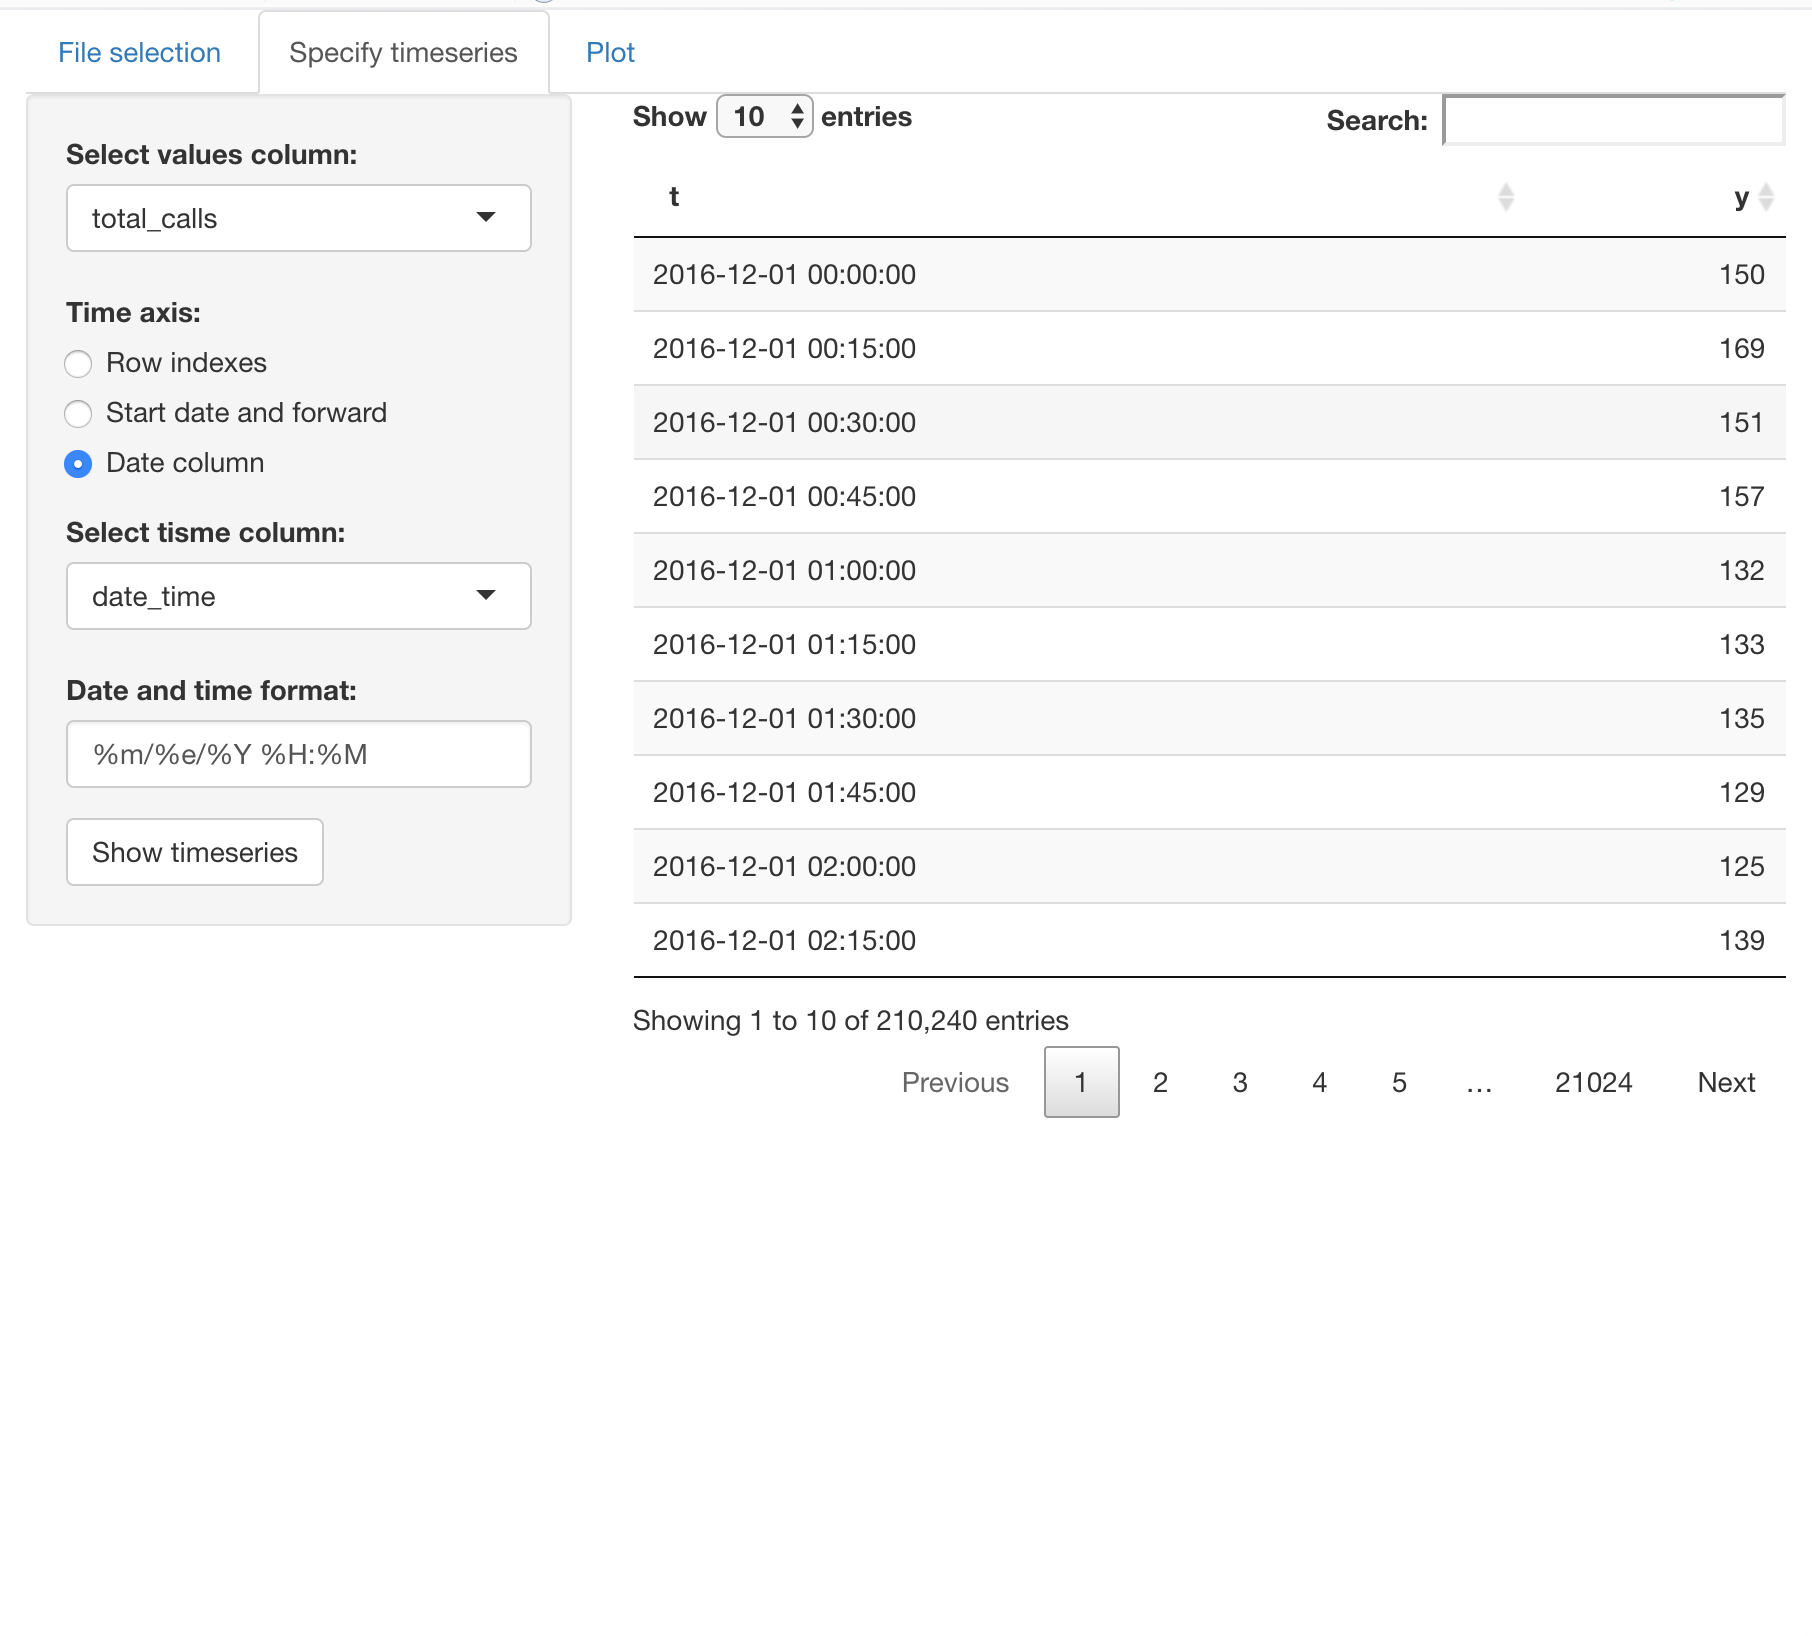 File selection Specify timeseries Plot
Select values column:
total_calls
Time axis:
Row indexes
Start date and forward
Date column
Select tisme column:
date_time
Date and time format:
%m/%e/%Y %H:%M
Show timeseries
Show 10 entries
Search:
t y
2016-12-01 00:00:00 150
2016-12-01 00:15:00 169
2016-12-01 00:30:00 151
2016-12-01 00:45:00 157
2016-12-01 01:00:00 132
2016-12-01 01:15:00 133
2016-12-01 01:30:00 135
2016-12-01 01:45:00 129
2016-12-01 02:00:00 125
2016-12-01 02:15:00 139
Showing 1 to 10 of 210,240 entries
Previous 1 2 3 4 5 … 21024 Next